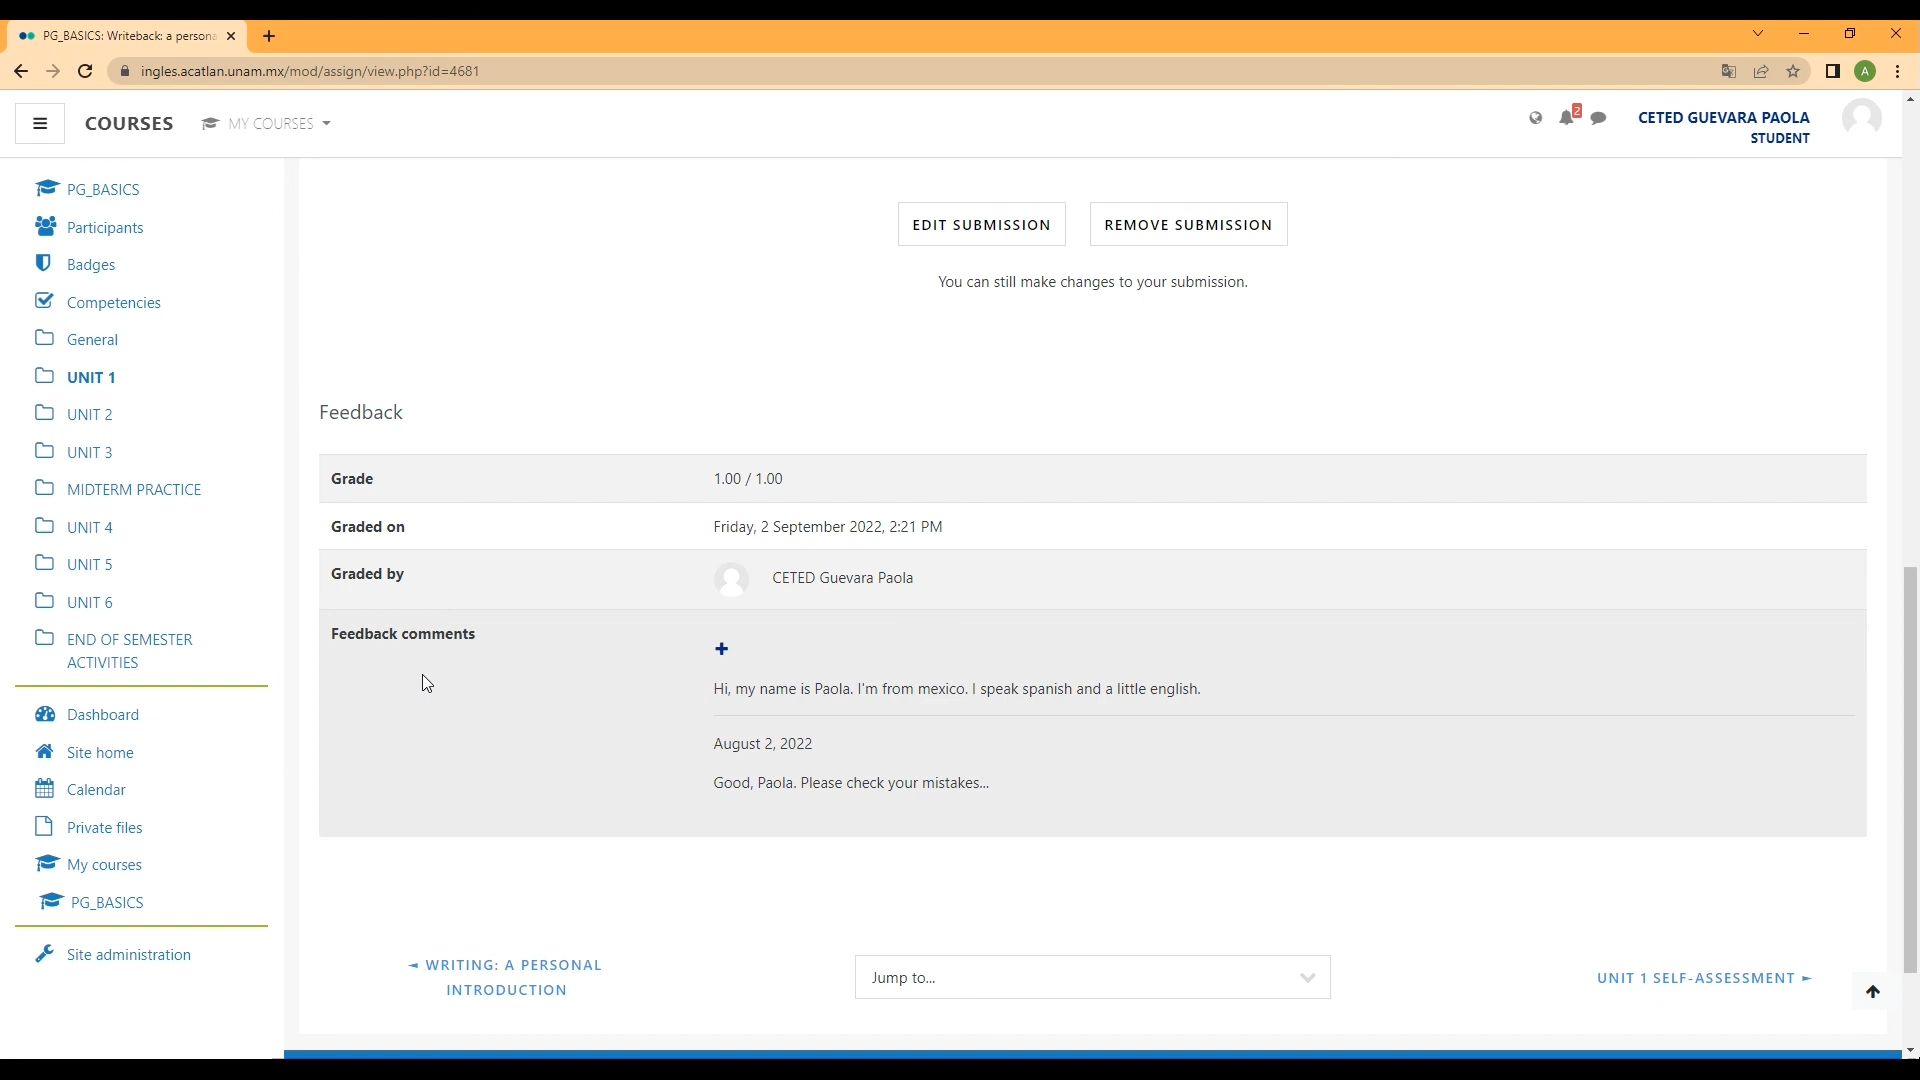 PG_BASICS: Writeback: a persona
ingles.acatlan.unam.mx/mod/assign/view.php?id=4681
A
COURSES
MY COURSES
2
CETED GUEVARA PAOLA
STUDENT
PG_BASICS
Participants
Badges
Competencies
General
UNIT 1
UNIT 2
UNIT 3
MIDTERM PRACTICE
UNIT 4
UNIT 5
UNIT 6
END OF SEMESTER
ACTIVITIES
Dashboard
Site home
Calendar
Private files
My courses
PG_BASICS
Site administration
EDIT SUBMISSION
REMOVE SUBMISSION
You can still make changes to your submission.
Feedback
Grade
1.00 / 1.00
Graded on
Friday, 2 September 2022, 2:21 PM
Graded by
CETED Guevara Paola
Feedback comments
Hi, my name is Paola. I'm from mexico. I speak spanish and a little english.
August 2, 2022
Good, Paola. Please check your mistakes...
◄ WRITING: A PERSONAL
INTRODUCTION
Jump to...
UNIT 1 SELF-ASSESSMENT ►